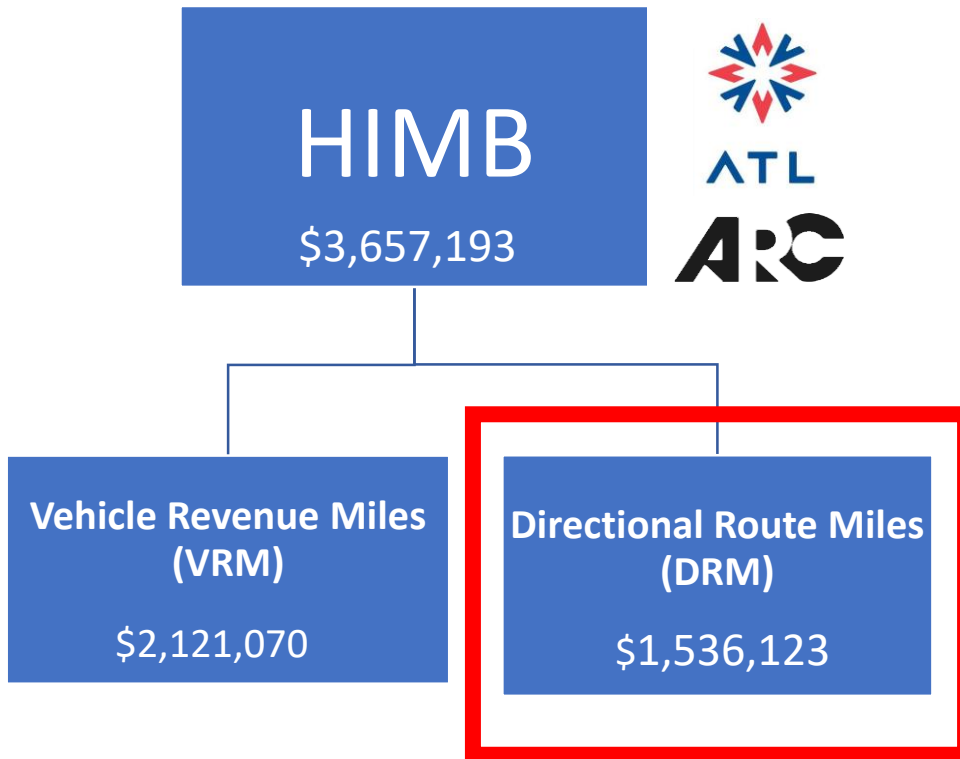 HIMB
$3,657,193
ATL
ARC
Vehicle Revenue Miles
(VRM)
$2,121,070
Directional Route Miles
(DRM)
$1,536,123